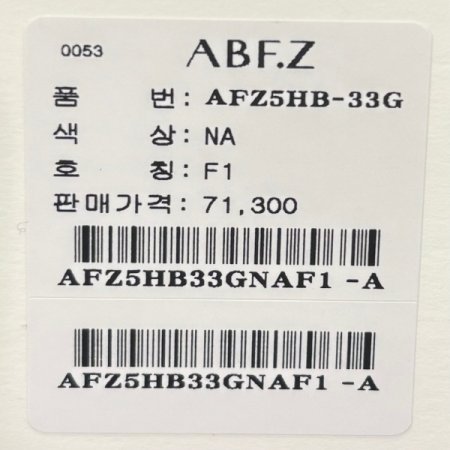 0053 ABF.Z
품 번: AFZ5HB-33G
색 상: NA
호 칭: F1
판매가격: 71,300
AFZ5HB33GNAF1 -A
AFZ5HB33GNAF1 -A